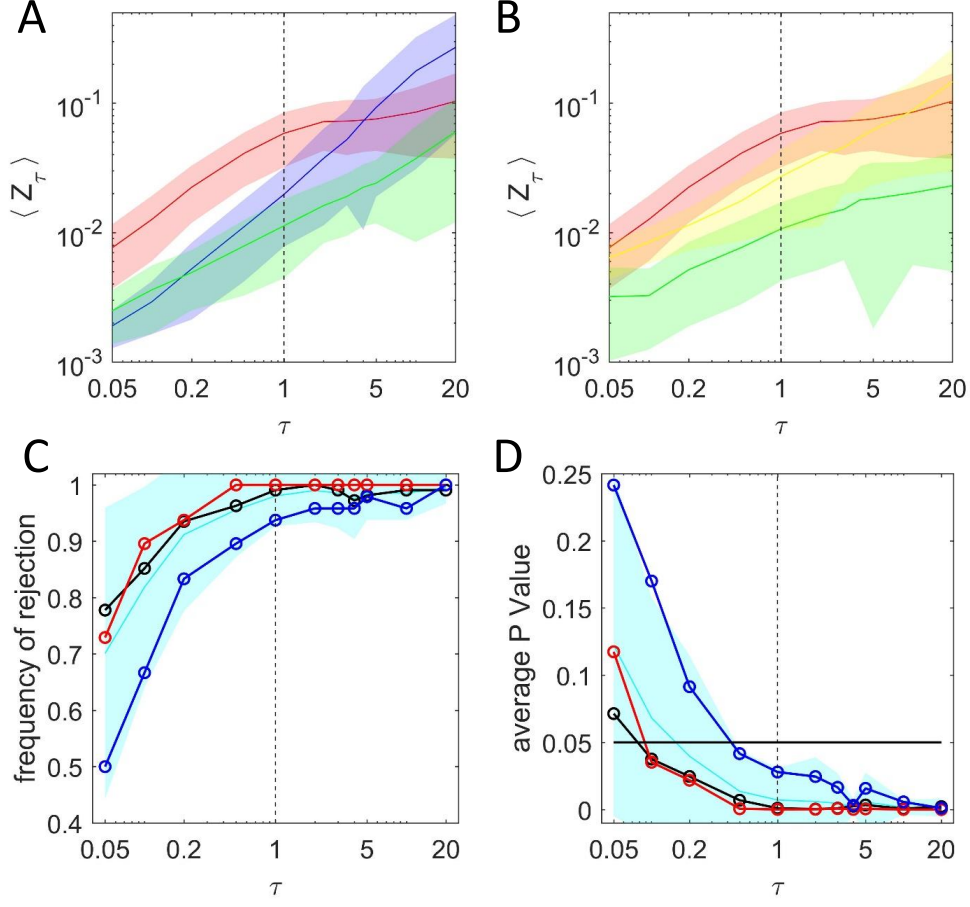 A
B
10^{-1}
10^{-2}
10^{-3}
⟨ Z_τ ⟩
0.05 0.2 1 5 20
τ
10^{-1}
10^{-2}
10^{-3}
⟨ Z_τ ⟩
0.05 0.2 1 5 20
τ
C
D
1
0.9
0.8
0.7
0.6
0.5
0.4
frequency of rejection
0.05 0.2 1 5 20
τ
0.25
0.2
0.15
0.1
0.05
0
average P Value
0.05 0.2 1 5 20
τ